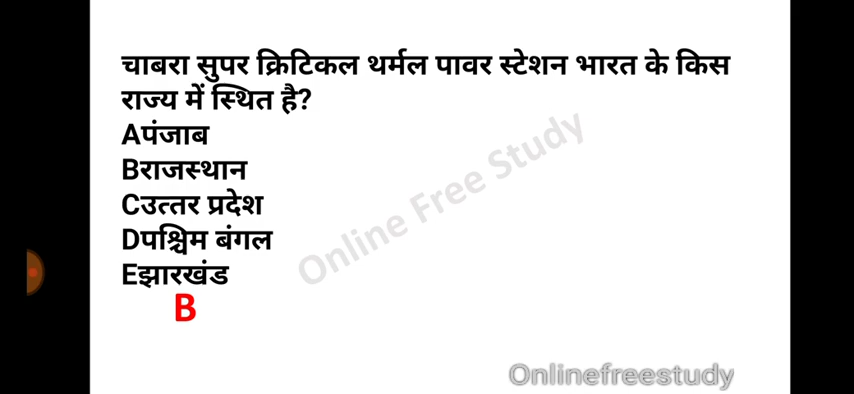 चाबरा सुपर क्रिटिकल थर्मल पावर स्टेशन भारत के किस
राज्य में स्थित है?
Aपंजाब
Bराजस्थान
Cउत्तर प्रदेश
Dपश्चिम बंगल
Eझारखंड
B
Online Free Study
Onlinefreestudy